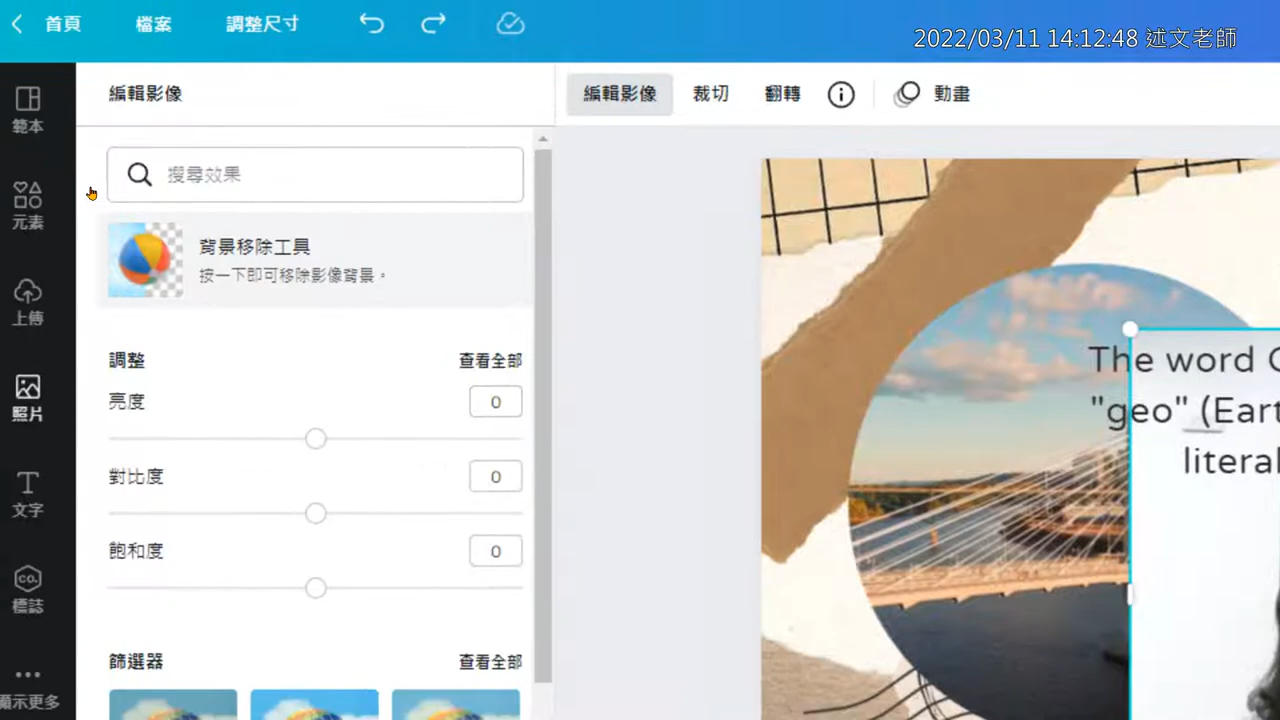 首頁 檔案 調整尺寸
2022/03/11 14:12:48 述文老師
編輯影像
編輯影像 裁切 翻轉 動畫
範本
元素
上傳
照片
文字
CO.
標誌
顯示更多
搜尋效果
背景移除工具
按一下即可移除影像背景。
調整 查看全部
亮度 0
對比度 0
飽和度 0
篩選器 查看全部
The word
"geo" (Eart
literal